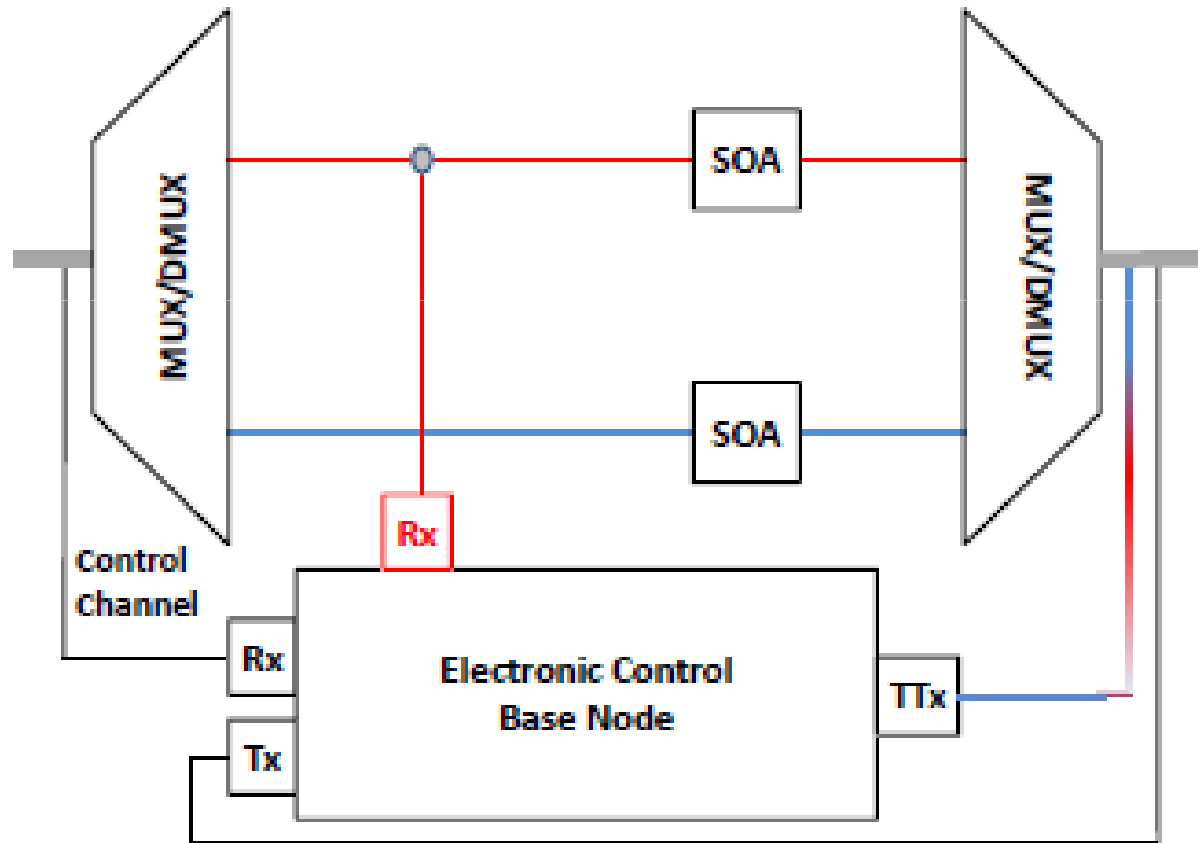 SOA
MUX/DMUX
MUX/DMUX
SOA
Rx
Control
Channel
Rx
Electronic Control
Base Node
TTx
Tx